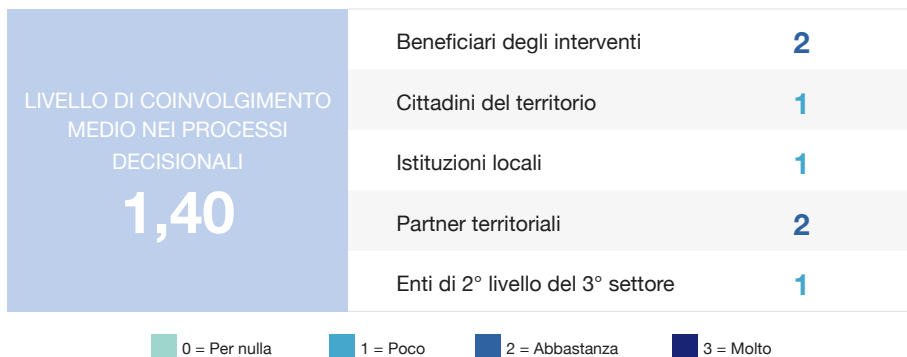 LIVELLO DI COINVOLGIMENTO
MEDIO NEI PROCESSI
DECISIONALI
1,40
Beneficiari degli interventi 2
Cittadini del territorio 1
Istituzioni locali 1
Partner territoriali 2
Enti di 2° livello del 3° settore 1
0 = Per nulla 1 = Poco 2 = Abbastanza 3 = Molto